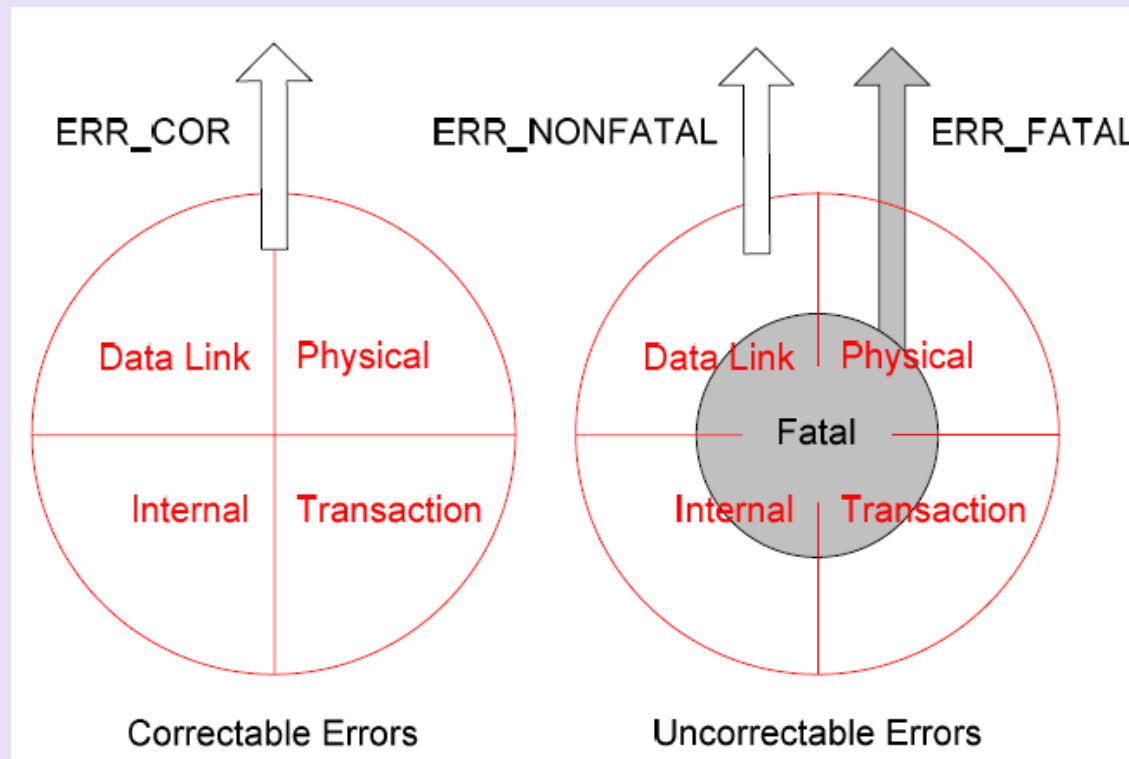 ERR_COR
ERR_NONFATAL
ERR_FATAL
Data Link
Physical
Internal
Transaction
Data Link
Physical
Fatal
Internal
Transaction
Correctable Errors
Uncorrectable Errors